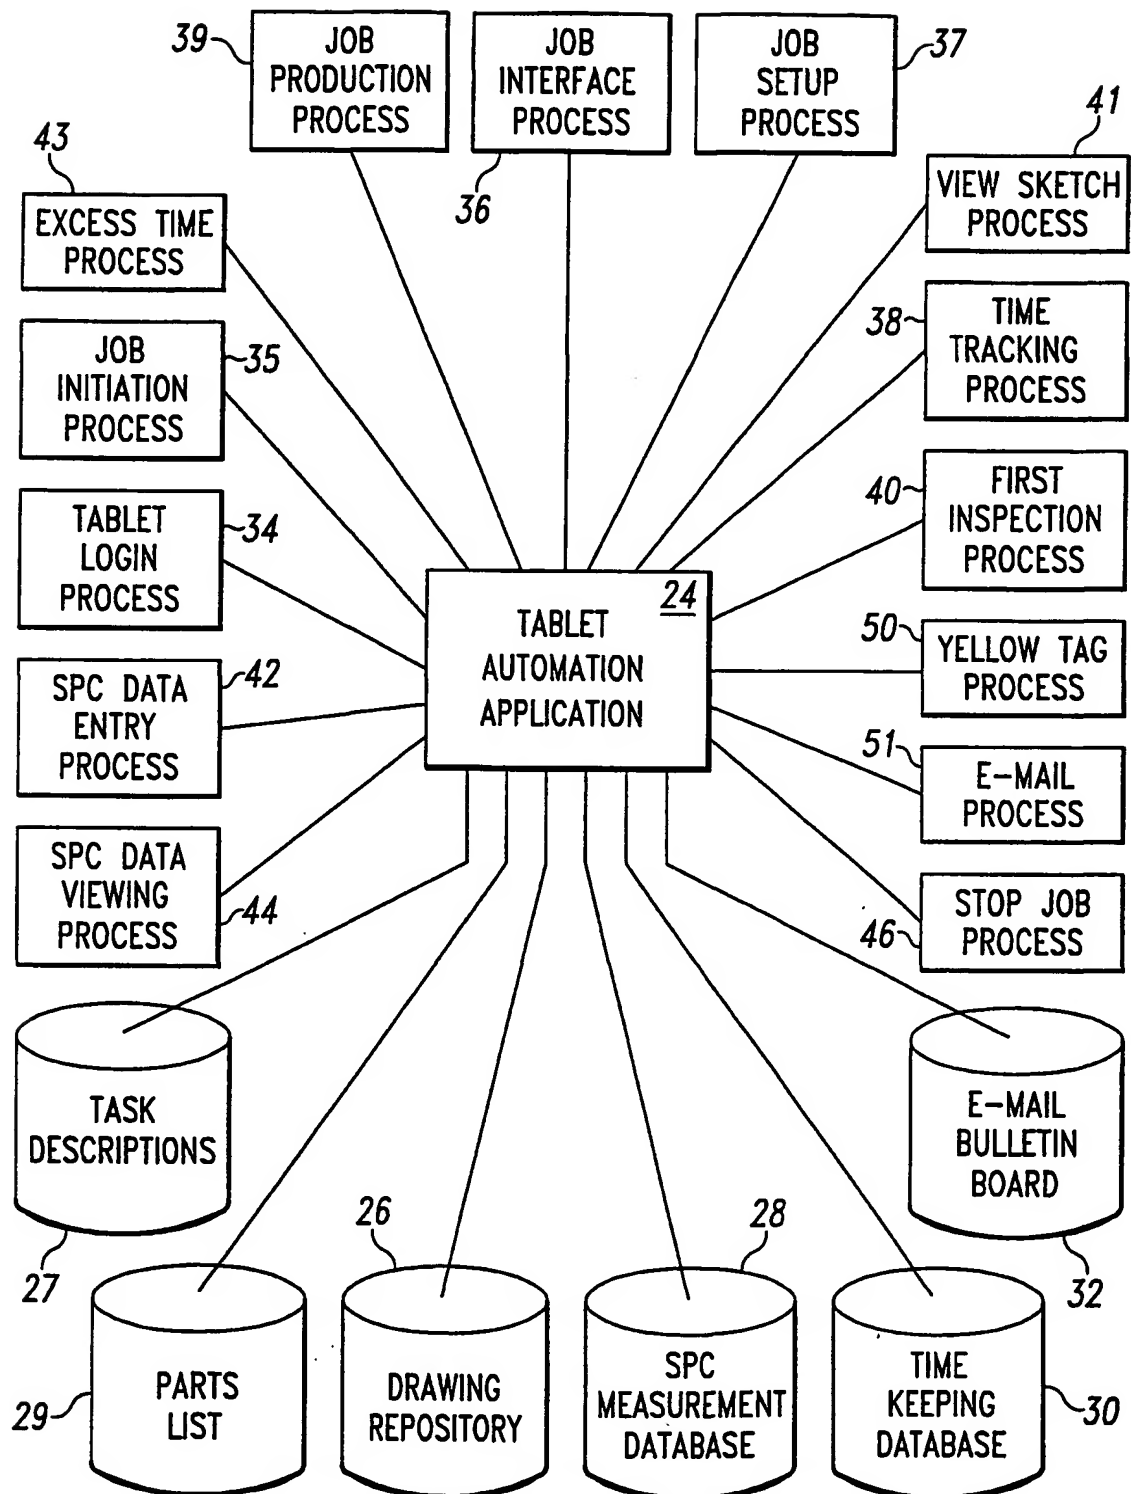 39
JOB
PRODUCTION
PROCESS
JOB
INTERFACE
PROCESS
36
JOB
SETUP
PROCESS
37
41
VIEW SKETCH
PROCESS
43
EXCESS TIME
PROCESS
38
TIME
TRACKING
PROCESS
JOB
INITIATION
PROCESS
35
40
FIRST
INSPECTION
PROCESS
TABLET
LOGIN
PROCESS
34
24
TABLET
AUTOMATION
APPLICATION
50
YELLOW TAG
PROCESS
SPC DATA
ENTRY
PROCESS
42
51
E-MAIL
PROCESS
SPC DATA
VIEWING
PROCESS
44
46
STOP JOB
PROCESS
TASK
DESCRIPTIONS
27
E-MAIL
BULLETIN
BOARD
32
PARTS
LIST
29
26
DRAWING
REPOSITORY
28
SPC
MEASUREMENT
DATABASE
TIME
KEEPING
DATABASE
30